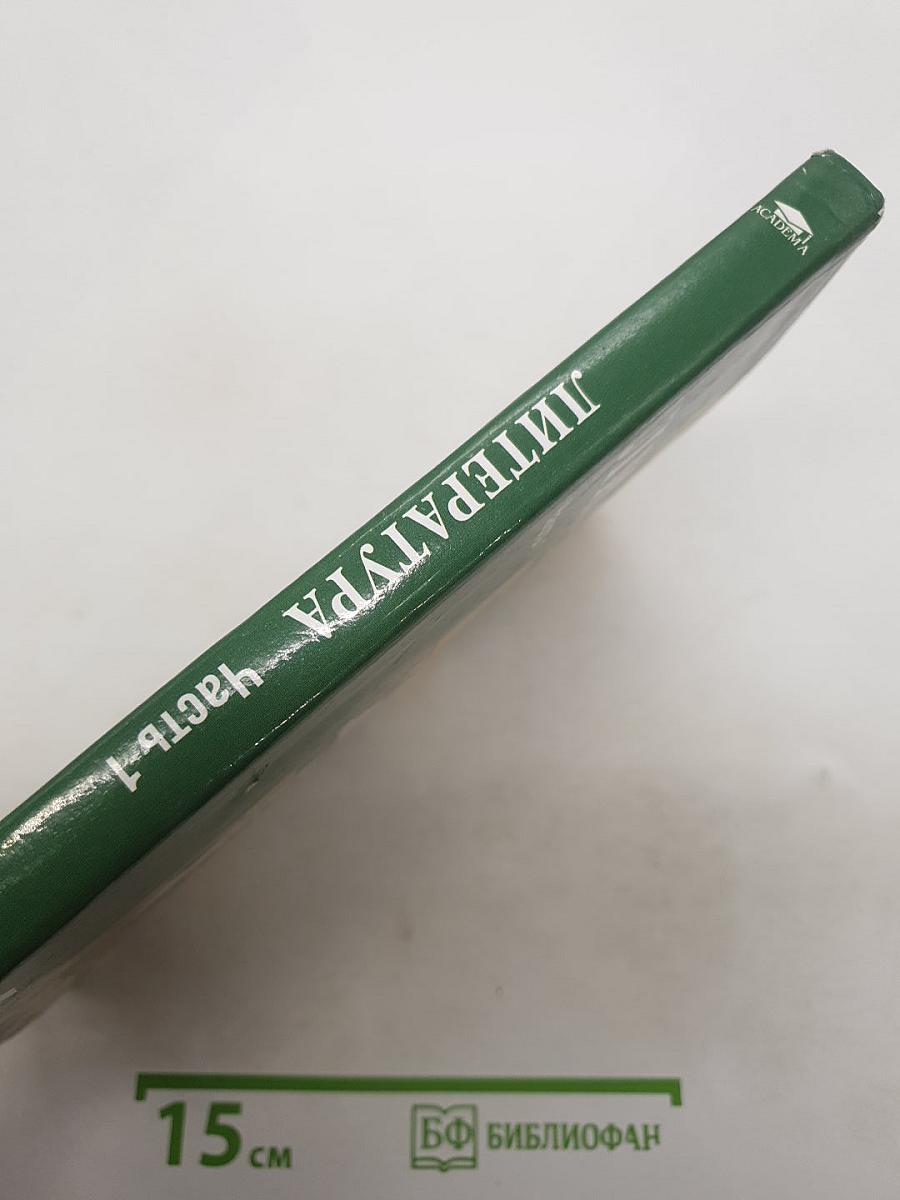 ACADEMA
ЛИТЕРАТУРА
Часть 1
15 см
БФ БИБЛИОФАН